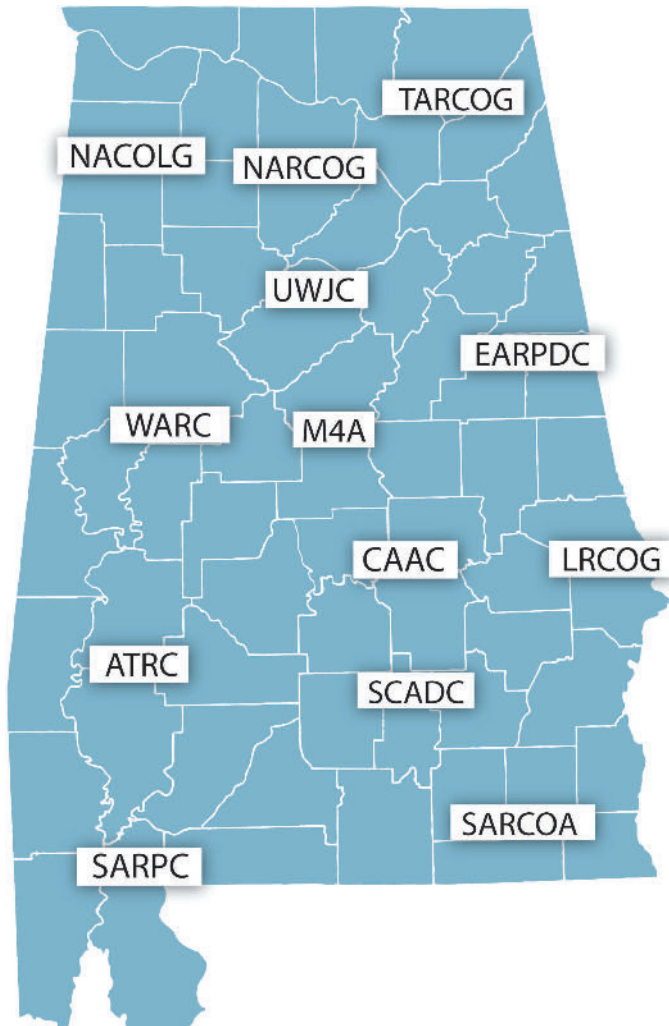 TARCOG
NACOLG
NARCOG
UWJC
EARPDC
WARC
M4A
CAAC
LRCOG
ATRC
SCADC
SARCOA
SARPC